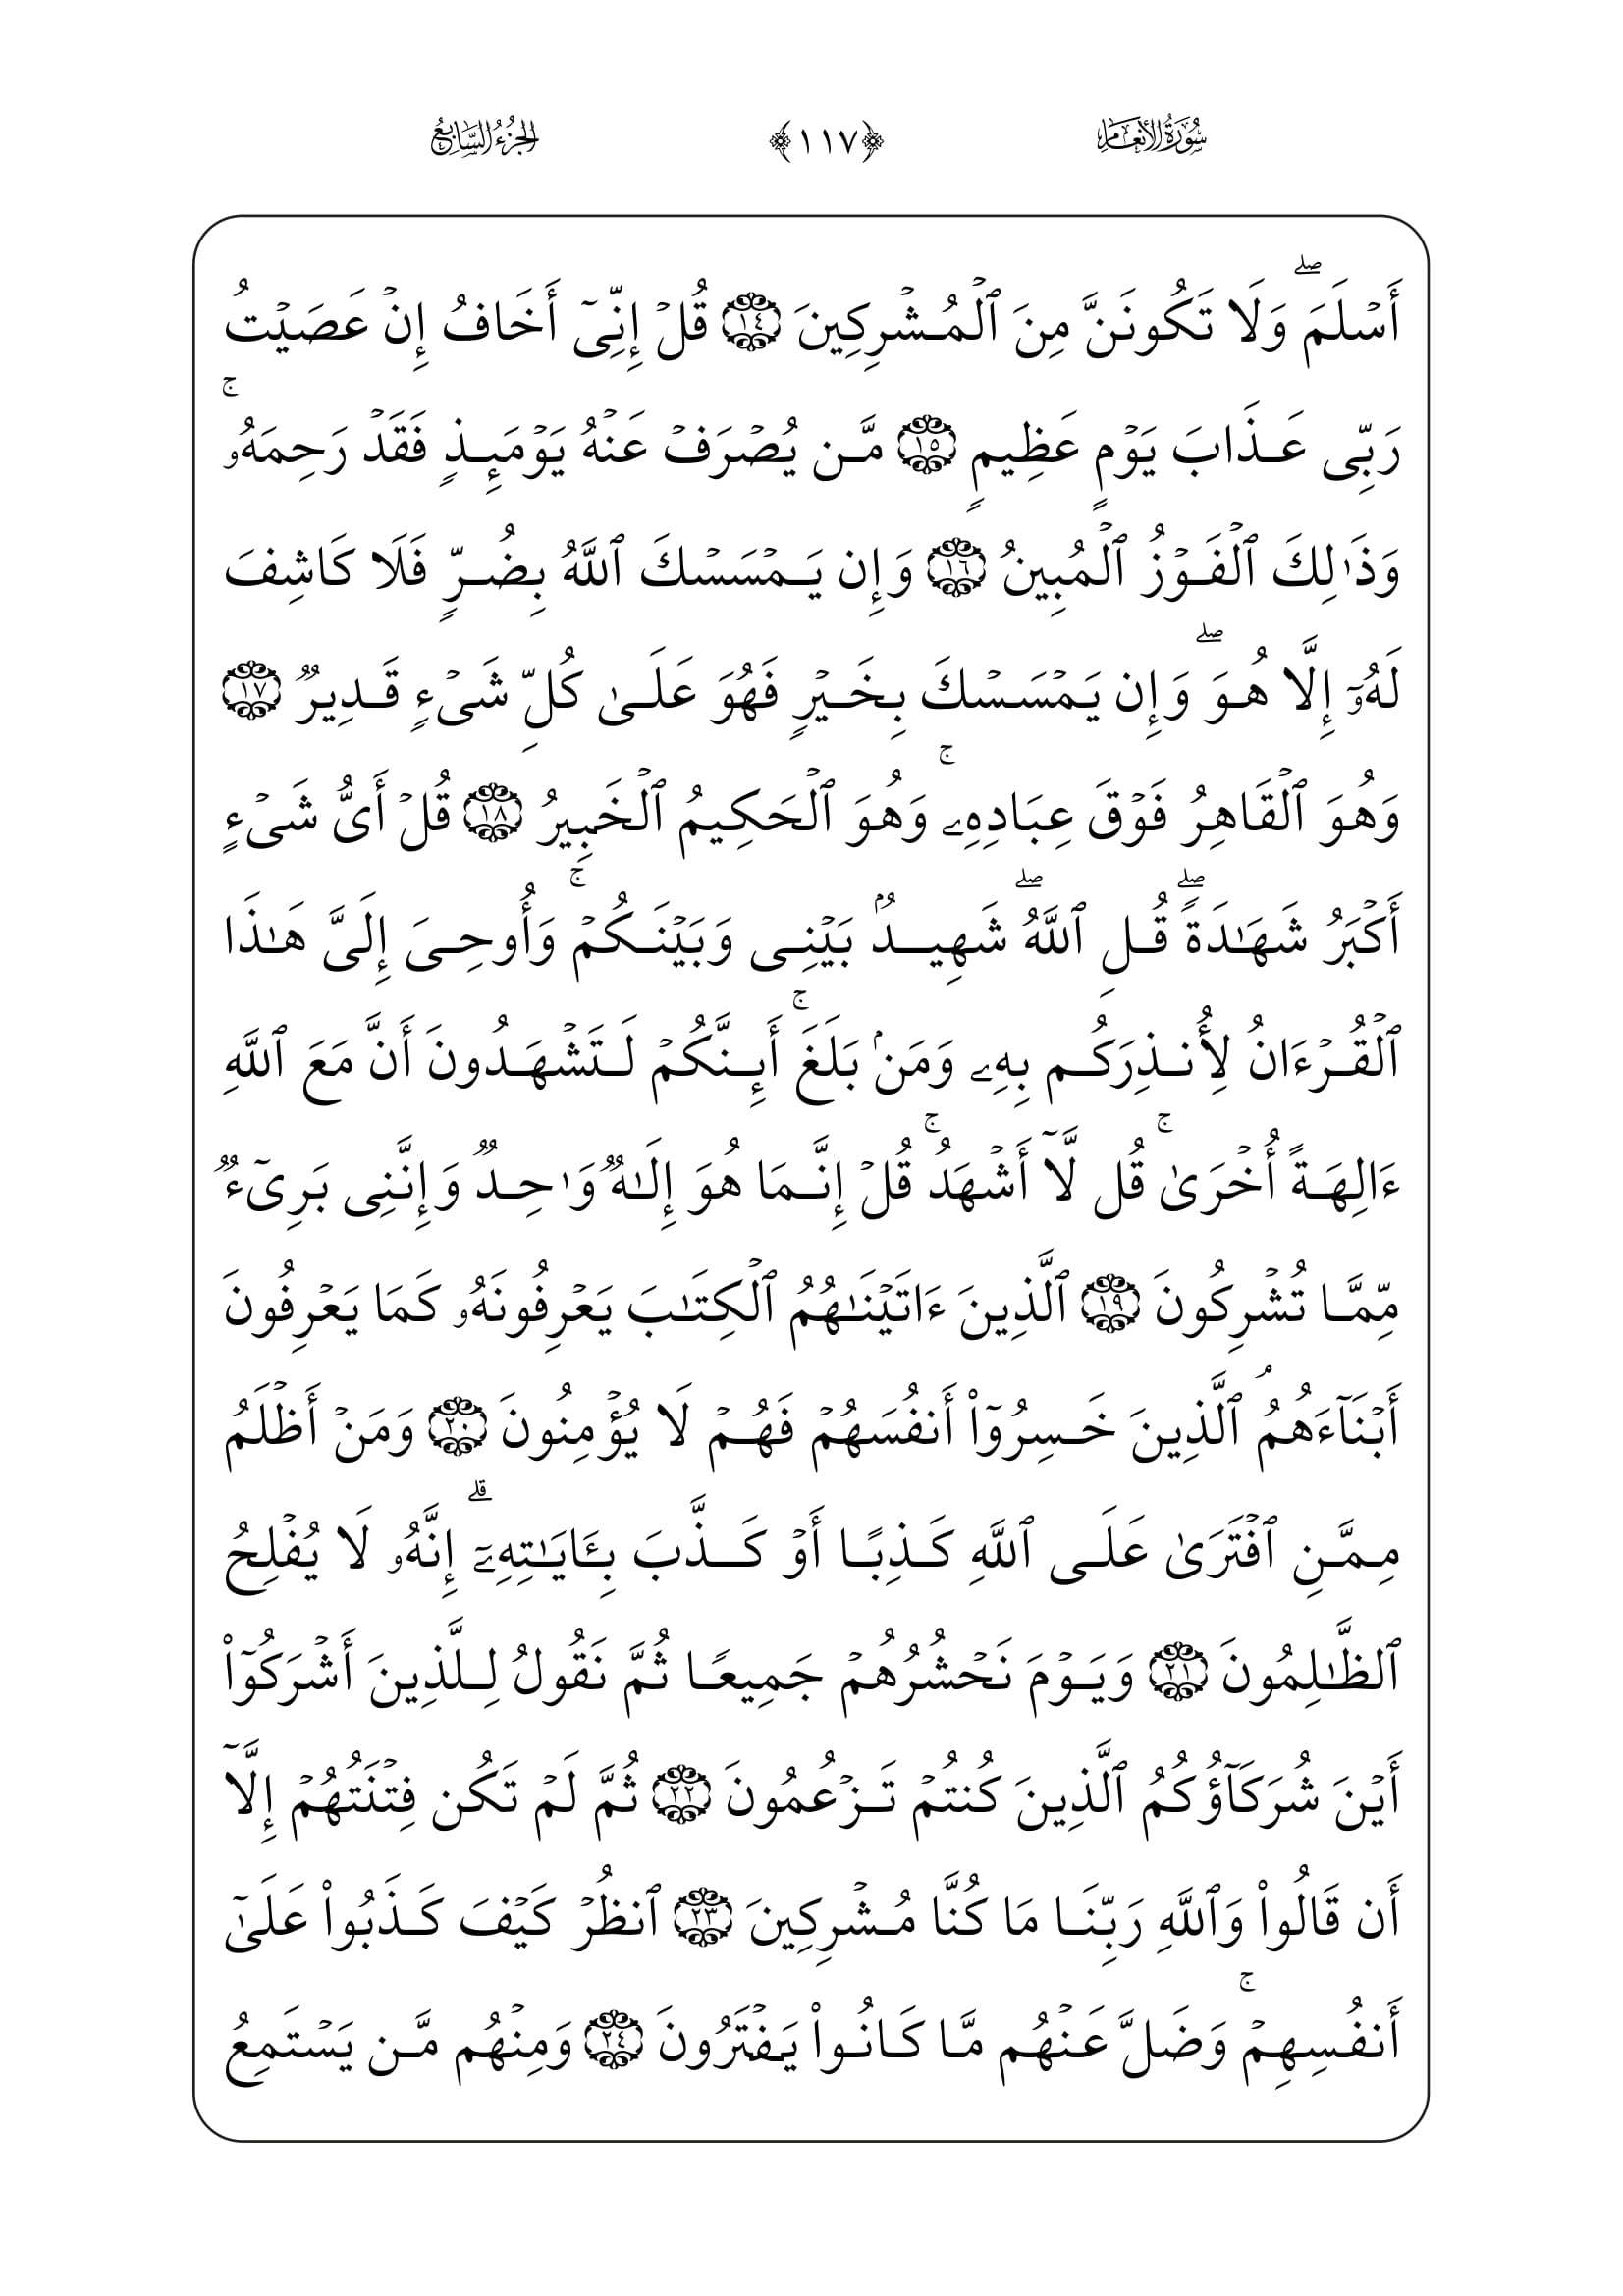 سُورَةُ الأَنعَامِ ﴿١١٧﴾ الجُزْءُ السَّابِعُ
أَسۡلَمَۖ وَلَا تَكُونَنَّ مِنَ ٱلۡمُشۡرِكِينَ ١٤ قُلۡ إِنِّيٓ أَخَافُ إِنۡ عَصَيۡتُ
رَبِّي عَذَابَ يَوۡمٍ عَظِيمٖ ١٥ مَّن يُصۡرَفۡ عَنۡهُ يَوۡمَئِذٖ فَقَدۡ رَحِمَهُۥۚ
وَذَٰلِكَ ٱلۡفَوۡزُ ٱلۡمُبِينُ ١٦ وَإِن يَمۡسَسۡكَ ٱللَّهُ بِضُرّٖ فَلَا كَاشِفَ
لَهُۥٓ إِلَّا هُوَۖ وَإِن يَمۡسَسۡكَ بِخَيۡرٖ فَهُوَ عَلَىٰ كُلِّ شَيۡءٖ قَدِيرٞ ١٧
وَهُوَ ٱلۡقَاهِرُ فَوۡقَ عِبَادِهِۦۚ وَهُوَ ٱلۡحَكِيمُ ٱلۡخَبِيرُ ١٨ قُلۡ أَيُّ شَيۡءٍ
أَكۡبَرُ شَهَٰدَةٗۖ قُلِ ٱللَّهُۖ شَهِيدُۢ بَيۡنِي وَبَيۡنَكُمۡۚ وَأُوحِيَ إِلَيَّ هَٰذَا
ٱلۡقُرۡءَانُ لِأُنذِرَكُم بِهِۦ وَمَنۢ بَلَغَۚ أَئِنَّكُمۡ لَتَشۡهَدُونَ أَنَّ مَعَ ٱللَّهِ
ءَالِهَةً أُخۡرَىٰۚ قُل لَّآ أَشۡهَدُۚ قُلۡ إِنَّمَا هُوَ إِلَٰهٞ وَٰحِدٞ وَإِنَّنِي بَرِيٓءٞ
مِّمَّا تُشۡرِكُونَ ١٩ ٱلَّذِينَ ءَاتَيۡنَٰهُمُ ٱلۡكِتَٰبَ يَعۡرِفُونَهُۥ كَمَا يَعۡرِفُونَ
أَبۡنَآءَهُمُۘ ٱلَّذِينَ خَسِرُوٓاْ أَنفُسَهُمۡ فَهُمۡ لَا يُؤۡمِنُونَ ٢٠ وَمَنۡ أَظۡلَمُ
مِمَّنِ ٱفۡتَرَىٰ عَلَى ٱللَّهِ كَذِبًا أَوۡ كَذَّبَ بِـَٔايَٰتِهِۦٓۗ إِنَّهُۥ لَا يُفۡلِحُ
ٱلظَّٰلِمُونَ ٢١ وَيَوۡمَ نَحۡشُرُهُمۡ جَمِيعٗا ثُمَّ نَقُولُ لِلَّذِينَ أَشۡرَكُوٓاْ
أَيۡنَ شُرَكَآؤُكُمُ ٱلَّذِينَ كُنتُمۡ تَزۡعُمُونَ ٢٢ ثُمَّ لَمۡ تَكُن فِتۡنَتُهُمۡ إِلَّآ
أَن قَالُواْ وَٱللَّهِ رَبِّنَا مَا كُنَّا مُشۡرِكِينَ ٢٣ ٱنظُرۡ كَيۡفَ كَذَبُواْ عَلَىٰٓ
أَنفُسِهِمۡۚ وَضَلَّ عَنۡهُم مَّا كَانُواْ يَفۡتَرُونَ ٢٤ وَمِنۡهُم مَّن يَسۡتَمِعُ